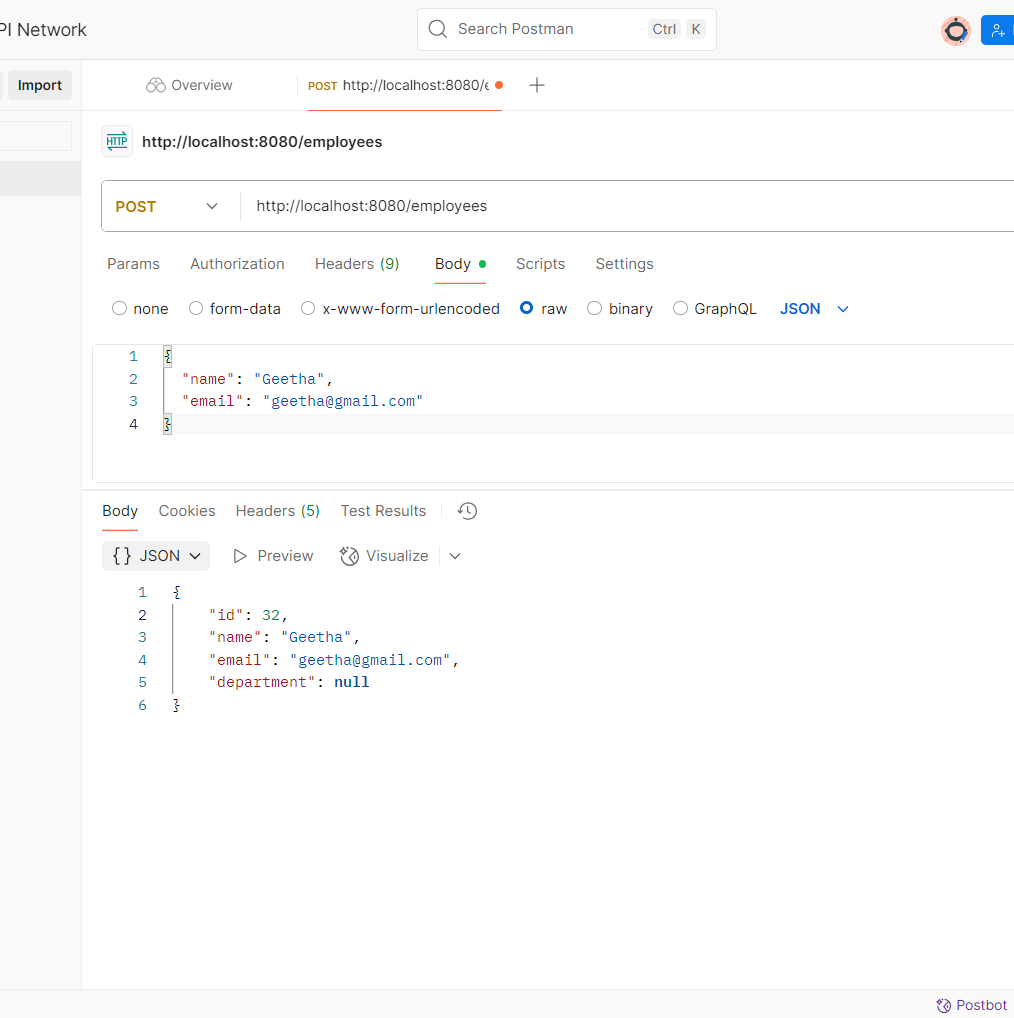 PI Network
Search Postman Ctrl K
Import
Overview
POST http://localhost:8080/e
HTTP http://localhost:8080/employees
POST http://localhost:8080/employees
Params Authorization Headers (9) Body Scripts Settings
none form-data x-www-form-urlencoded raw binary GraphQL JSON
1 {
2 "name": "Geetha",
3 "email": "geetha@gmail.com"
4 }
Body Cookies Headers (5) Test Results
{} JSON Preview Visualize
1 {
2 "id": 32,
3 "name": "Geetha",
4 "email": "geetha@gmail.com",
5 "department": null
6 }
Postbot